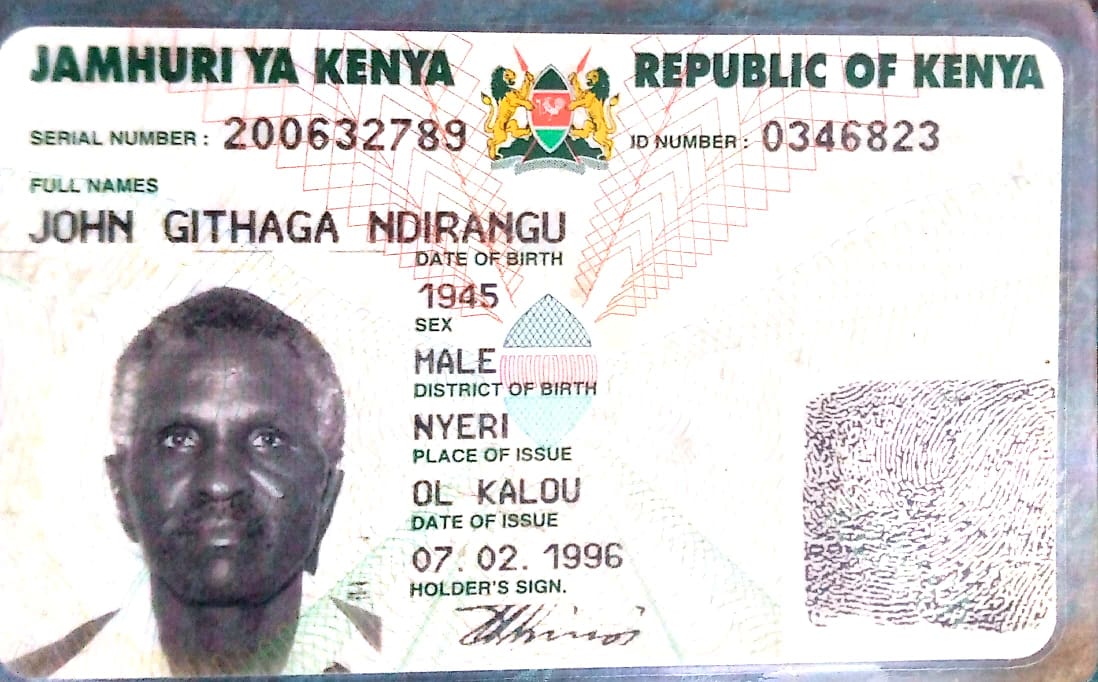 JAMHURI YA KENYA REPUBLIC OF KENYA
SERIAL NUMBER : 200632789 ID NUMBER : 0346823
FULL NAMES
JOHN GITHAGA NDIRANGU
DATE OF BIRTH
1945
SEX
MALE
DISTRICT OF BIRTH
NYERI
PLACE OF ISSUE
OL KALOU
DATE OF ISSUE
07. 02. 1996
HOLDER'S SIGN.